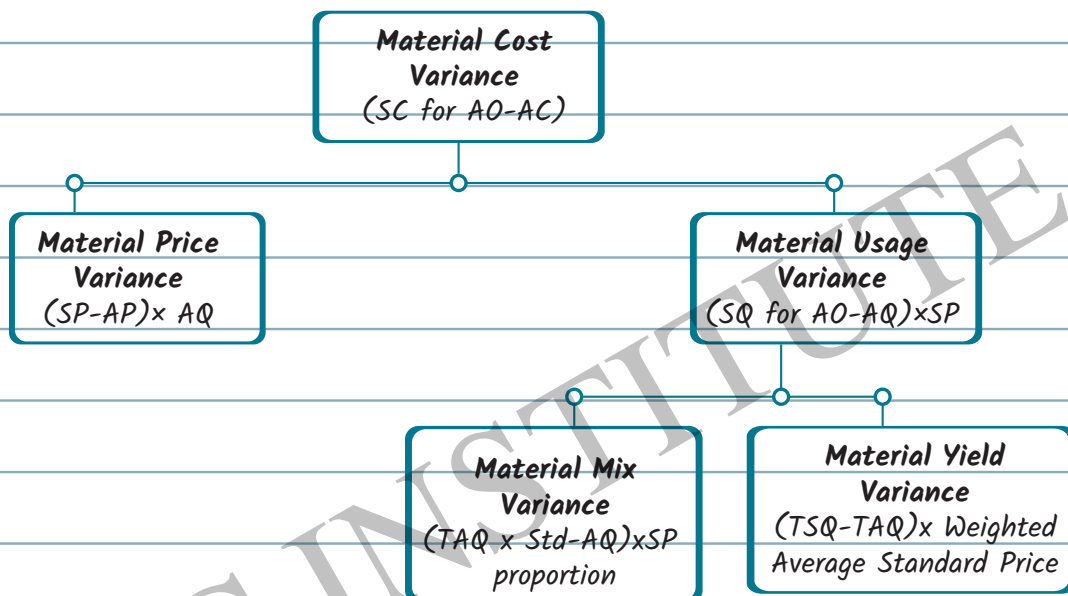 Material Cost
Variance
(SC for AO-AC)
Material Price
Variance
(SP-AP)× AQ
Material Usage
Variance
(SQ for AO-AQ)×SP
Material Mix
Variance
(TAQ x Std-AQ)xSP
proportion
Material Yield
Variance
(TSQ-TAQ)x Weighted
Average Standard Price
INSTITUTE